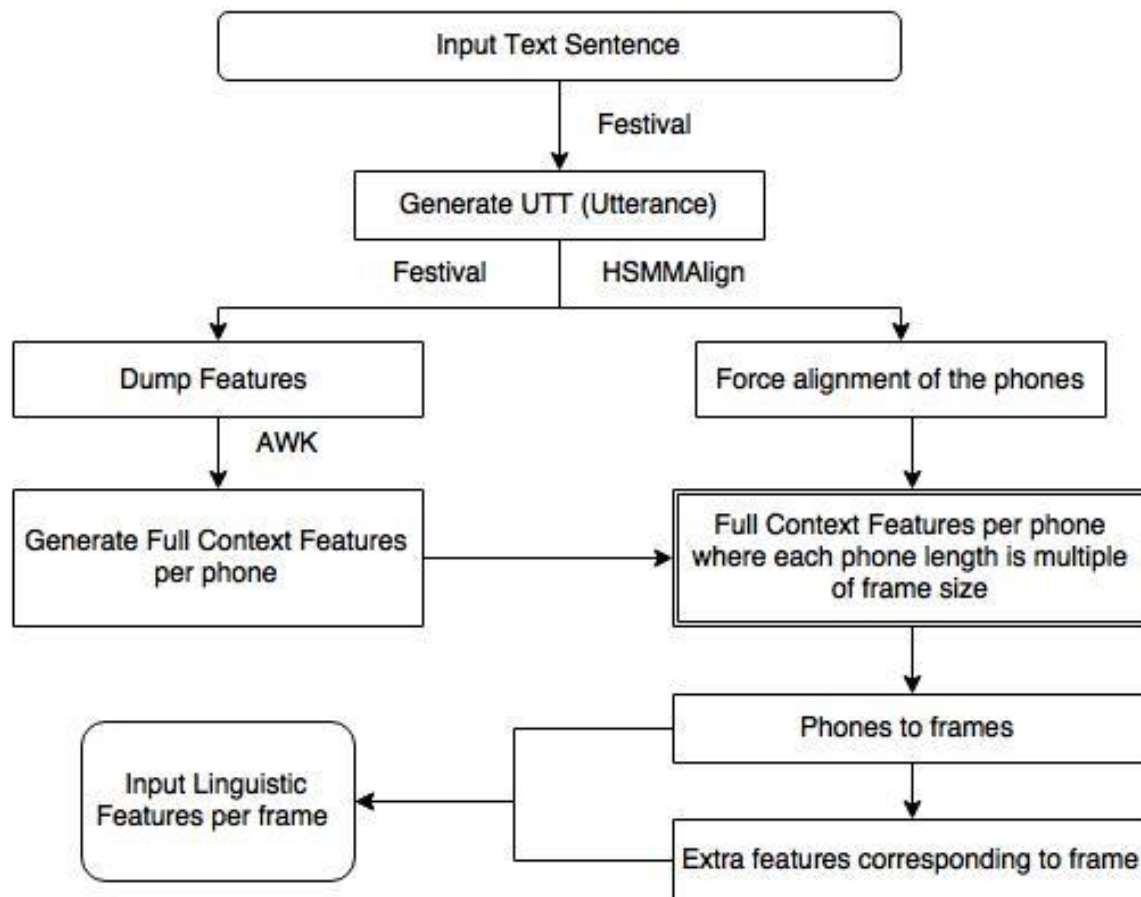 Input Text Sentence
Festival
Generate UTT (Utterance)
Festival
HSMMAlign
Dump Features
Force alignment of the phones
AWK
Generate Full Context Features
per phone
Full Context Features per phone
where each phone length is multiple
of frame size
Phones to frames
Input Linguistic
Features per frame
Extra features corresponding to frame